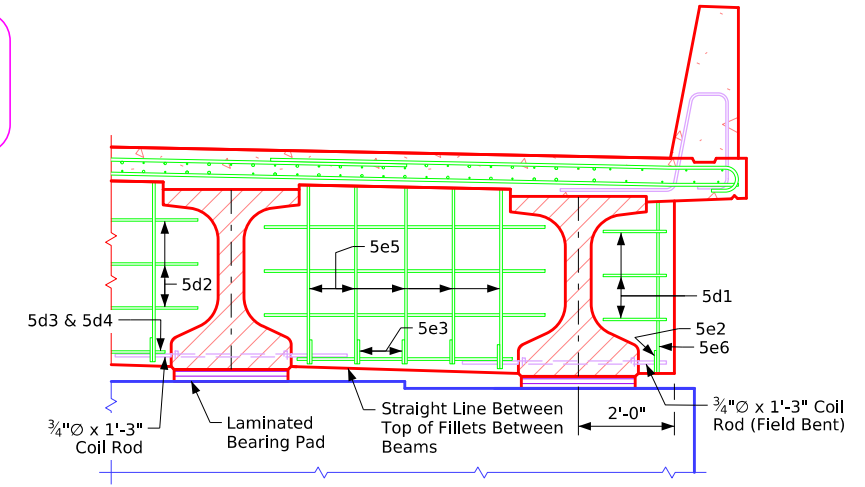 5e5
5d2
5d1
5d3 & 5d4
5e3
5e2
5e6
¾"Ø x 1'-3"
Coil Rod
Laminated
Bearing Pad
Straight Line Between
Top of Fillets Between
Beams
2'-0"
¾"Ø x 1'-3" Coil
Rod (Field Bent)